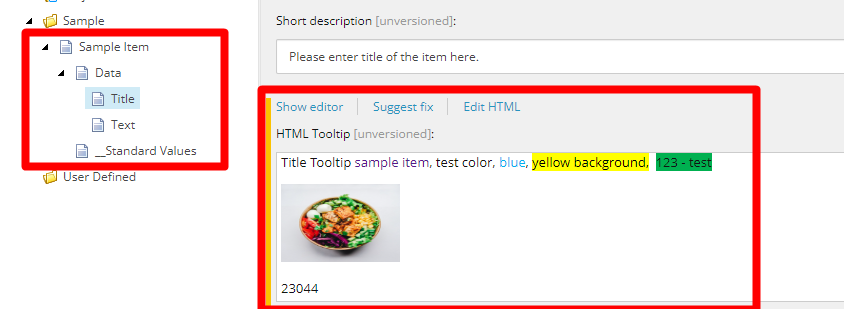 Sample
Sample Item
Data
Title
Text
__Standard Values
User Defined
Short description [unversioned]:
Please enter title of the item here.
Show editor Suggest fix Edit HTML
HTML Tooltip [unversioned]:
Title Tooltip sample item, test color, blue, yellow background, 123 - test
23044